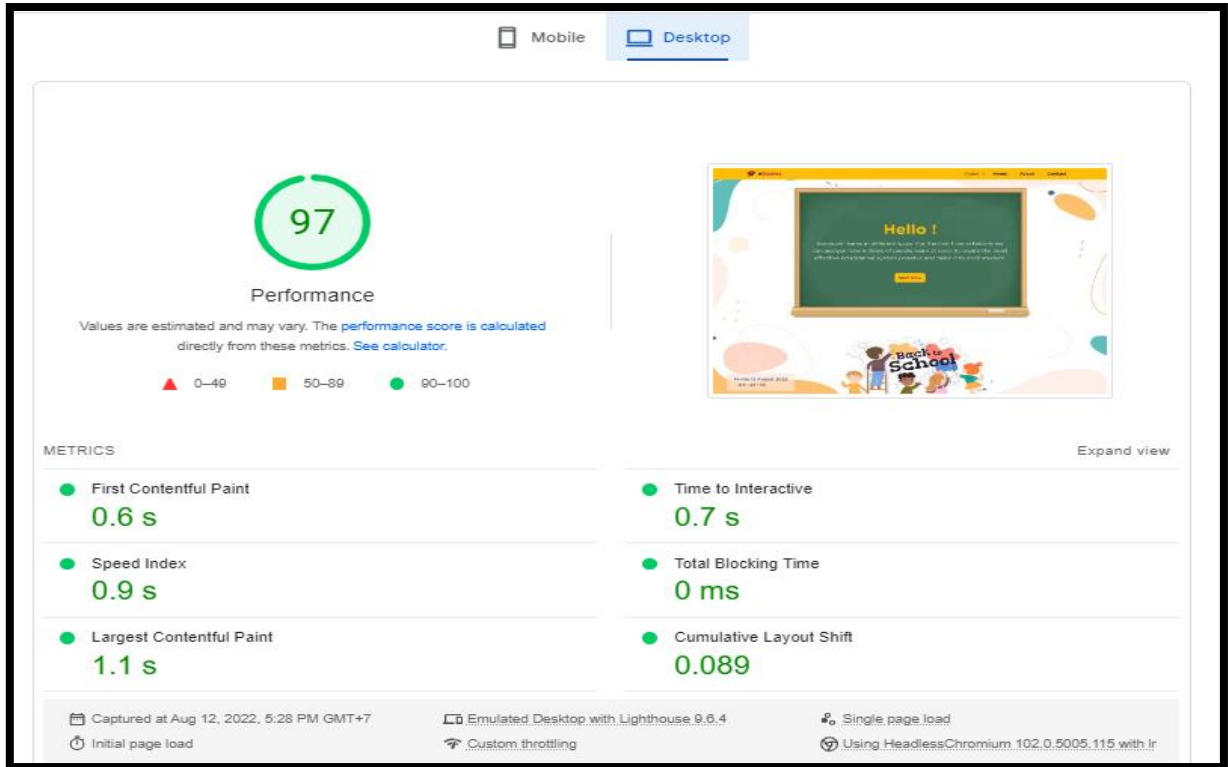 Mobile
Desktop
97
Performance
Values are estimated and may vary. The performance score is calculated
directly from these metrics. See calculator.
0–49
50–89
90–100
Home
About
Contact
Hello !
Back to
School
METRICS
Expand view
First Contentful Paint
0.6 s
Time to Interactive
0.7 s
Speed Index
0.9 s
Total Blocking Time
0 ms
Largest Contentful Paint
1.1 s
Cumulative Layout Shift
0.089
Captured at Aug 12, 2022, 5:28 PM GMT+7
Emulated Desktop with Lighthouse 9.6.4
Single page load
Initial page load
Custom throttling
Using HeadlessChromium 102.0.5005.115 with lr